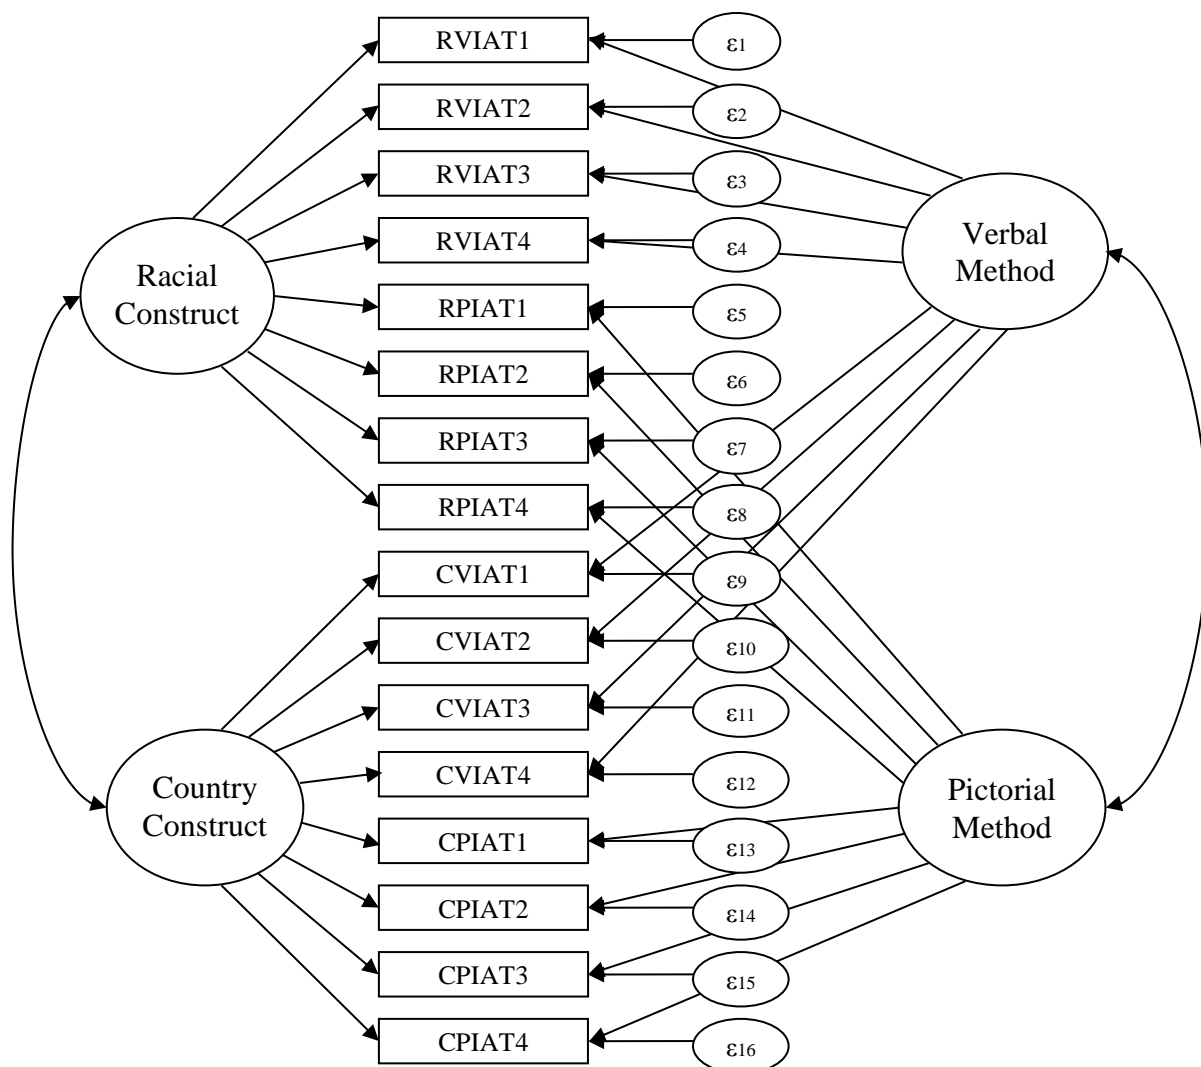 RVIAT1
ε1
RVIAT2
ε2
RVIAT3
ε3
RVIAT4
ε4
Verbal
Method
Racial
Construct
RPIAT1
ε5
RPIAT2
ε6
RPIAT3
ε7
RPIAT4
ε8
CVIAT1
ε9
CVIAT2
ε10
CVIAT3
ε11
CVIAT4
ε12
Country
Construct
Pictorial
Method
CPIAT1
ε13
CPIAT2
ε14
CPIAT3
ε15
CPIAT4
ε16